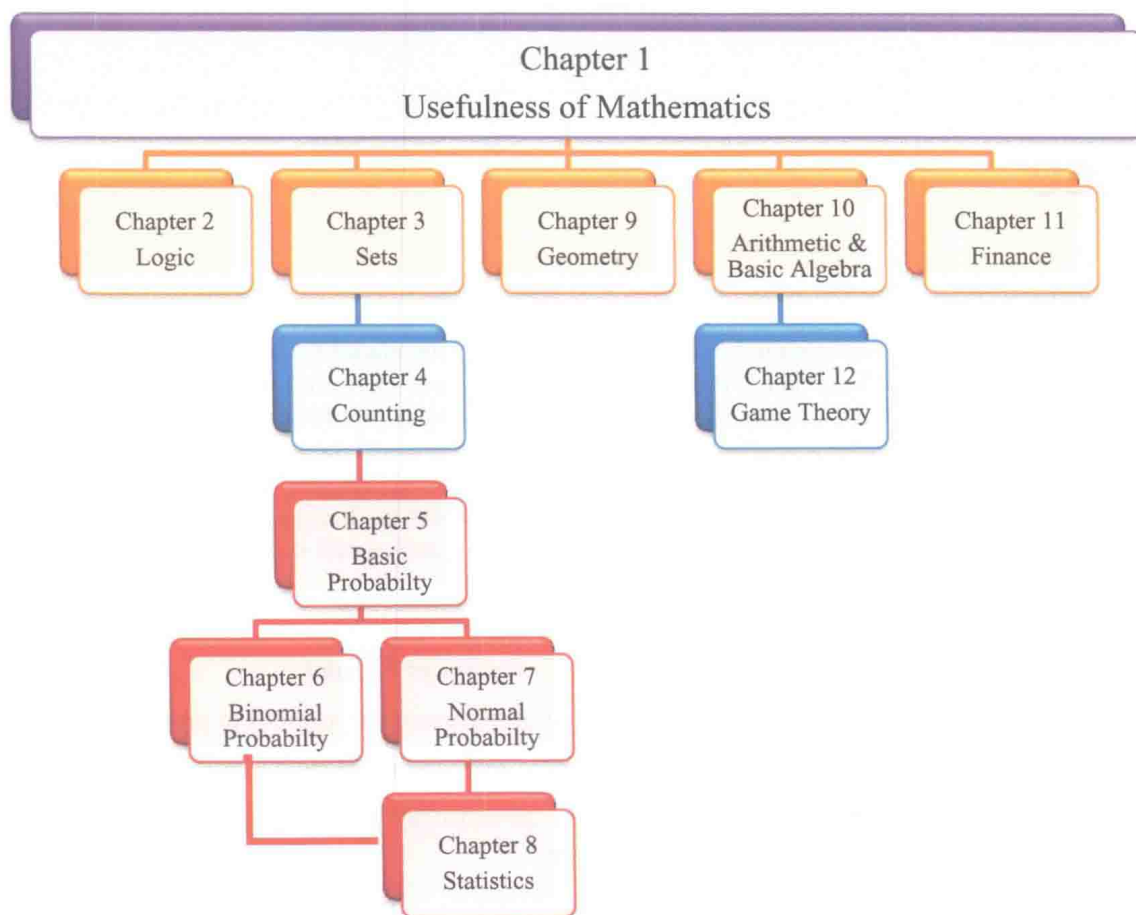 Chapter 1
Usefulness of Mathematics
Chapter 2
Logic
Chapter 3
Sets
Chapter 9
Geometry
Chapter 10
Arithmetic &
Basic Algebra
Chapter 11
Finance
Chapter 4
Counting
Chapter 12
Game Theory
Chapter 5
Basic
Probabilty
Chapter 6
Binomial
Probabilty
Chapter 7
Normal
Probabilty
Chapter 8
Statistics